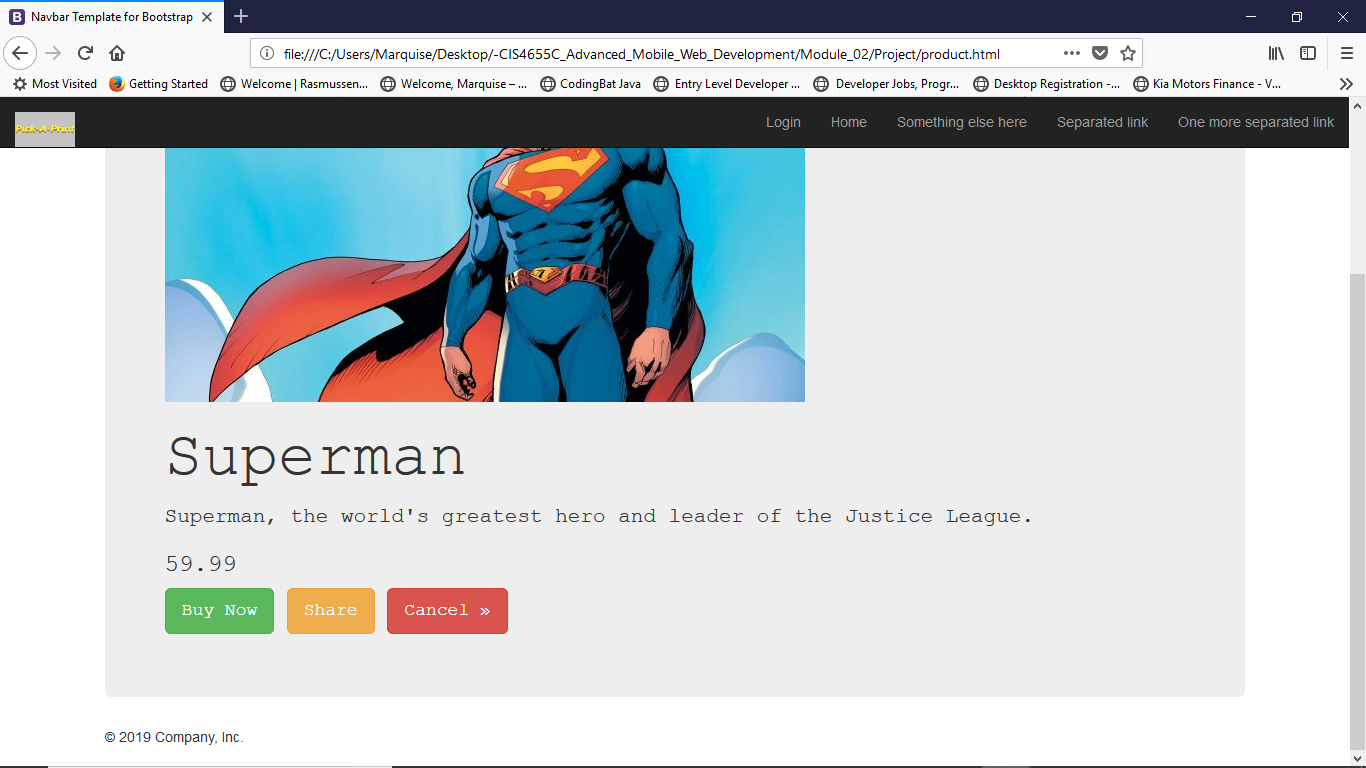 Navbar Template for Bootstrap
file:///C:/Users/Marquise/Desktop/-CIS4655C_Advanced_Mobile_Web_Development/Module_02/Project/product.html
Most Visited Getting Started Welcome | Rasmussen... Welcome, Marquise – ... CodingBat Java Entry Level Developer ... Developer Jobs, Progr... Desktop Registration -... Kia Motors Finance - V...
Pick-A-Print Login Home Something else here Separated link One more separated link
Superman
Superman, the world's greatest hero and leader of the Justice League.
59.99
Buy Now Share Cancel »
© 2019 Company, Inc.